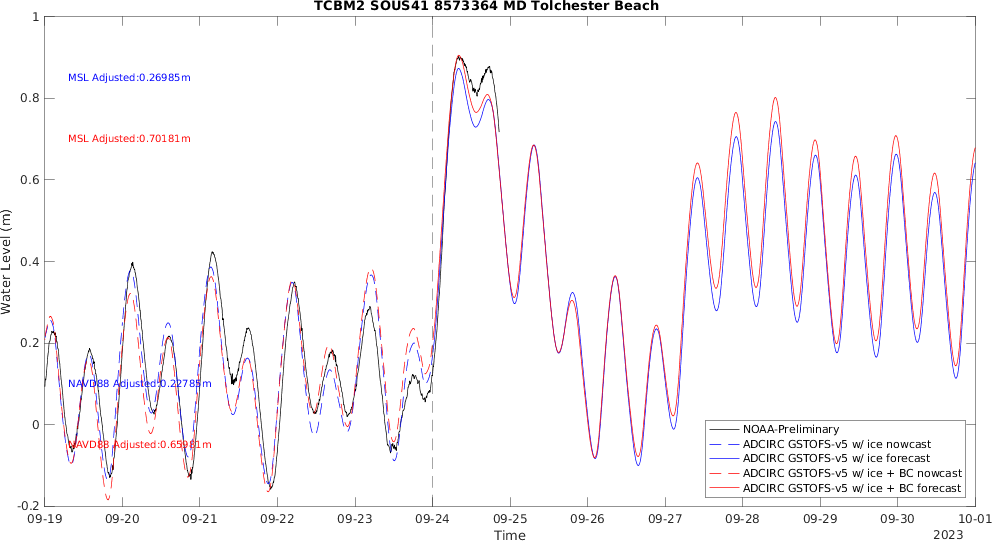 TCBM2 SOUS41 8573364 MD Tolchester Beach
Water Level (m)
1
0.8
0.6
0.4
0.2
0
-0.2
MSL Adjusted:0.26985m
MSL Adjusted:0.70181m
NAVD88 Adjusted:0.22785m
NAVD88 Adjusted:0.65981m
NOAA-Preliminary
ADCIRC GSTOFS-v5 w/ ice nowcast
ADCIRC GSTOFS-v5 w/ ice forecast
ADCIRC GSTOFS-v5 w/ ice + BC nowcast
ADCIRC GSTOFS-v5 w/ ice + BC forecast
09-19 09-20 09-21 09-22 09-23 09-24 09-25 09-26 09-27 09-28 09-29 09-30 10-01
Time
2023